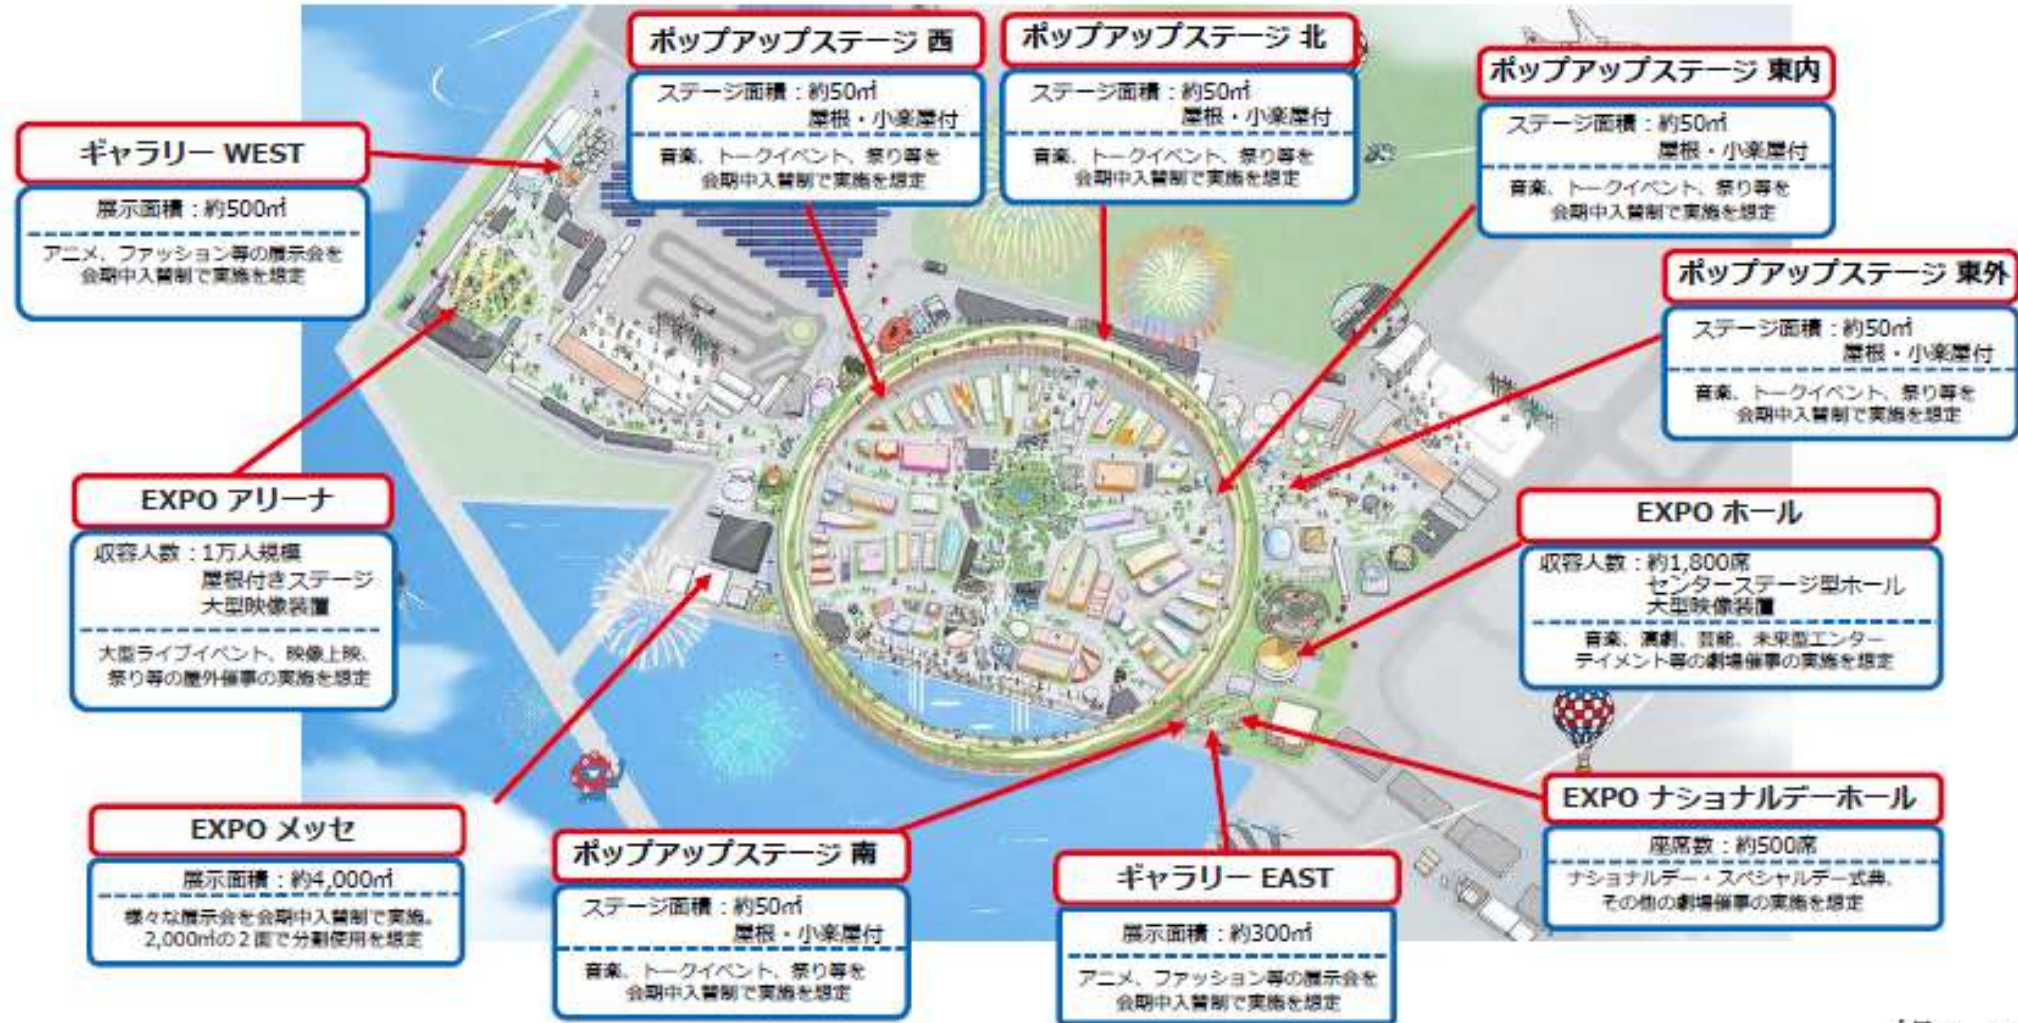 ポップアップステージ 西
ステージ面積：約50㎡
屋根・小楽屋付
音楽、トークイベント、祭り等を
会期中入替制で実施を想定
ポップアップステージ 北
ステージ面積：約50㎡
屋根・小楽屋付
音楽、トークイベント、祭り等を
会期中入替制で実施を想定
ポップアップステージ 東内
ステージ面積：約50㎡
屋根・小楽屋付
音楽、トークイベント、祭り等を
会期中入替制で実施を想定
ギャラリー WEST
展示面積：約500㎡
アニメ、ファッション等の展示会を
会期中入替制で実施を想定
ポップアップステージ 東外
ステージ面積：約50㎡
屋根・小楽屋付
音楽、トークイベント、祭り等を
会期中入替制で実施を想定
EXPO アリーナ
収容人数：1万人規模
屋根付きステージ
大型映像装置
大型ライブイベント、映像上映、
祭り等の屋外催事の実施を想定
EXPO ホール
収容人数：約1,800席
センターステージ型ホール
大型映像装置
音楽、演劇、芸能、未来型エンター
テイメント等の劇場催事の実施を想定
EXPO メッセ
展示面積：約4,000㎡
様々な展示会を会期中入替制で実施。
2,000㎡の２面で分割使用を想定
ポップアップステージ 南
ステージ面積：約50㎡
屋根・小楽屋付
音楽、トークイベント、祭り等を
会期中入替制で実施を想定
ギャラリー EAST
展示面積：約300㎡
アニメ、ファッション等の展示会を
会期中入替制で実施を想定
EXPO ナショナルデーホール
座席数：約500席
ナショナルデー・スペシャルデー式典、
その他の劇場催事の実施を想定